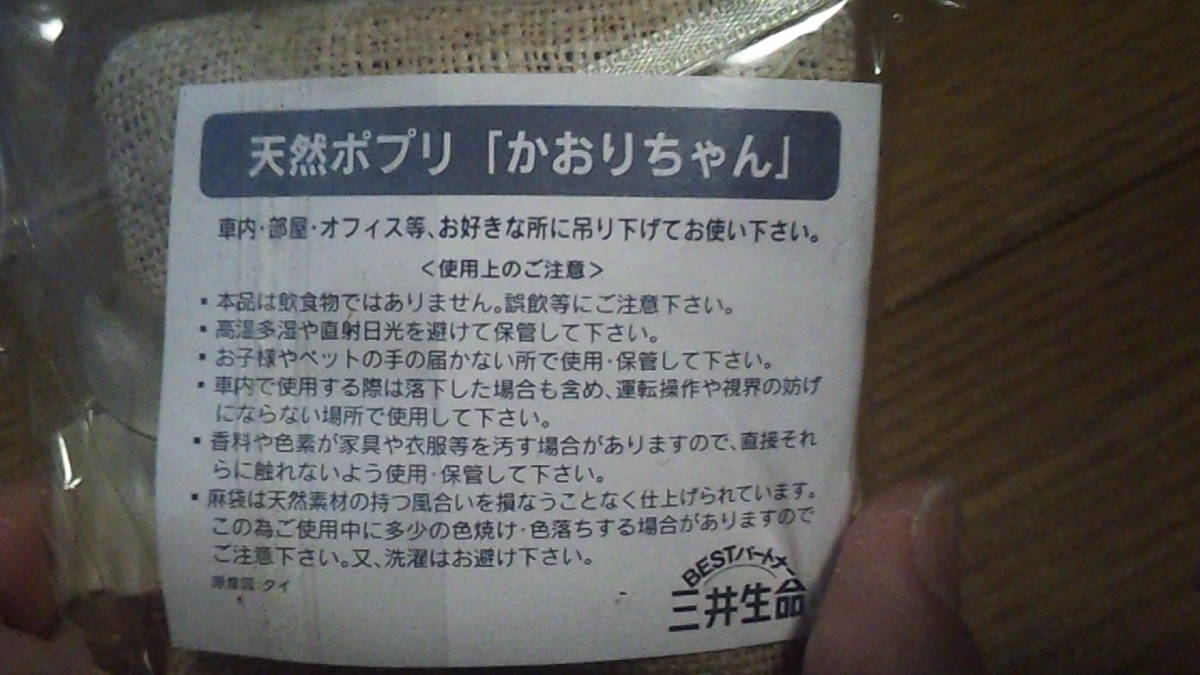 天然ポプリ「かおりちゃん」
車内・部屋・オフィス等、お好きな所に吊り下げてお使い下さい。
＜使用上のご注意＞
▪本品は飲食物ではありません。誤飲等にご注意下さい。
▪高温多湿や直射日光を避けて保管して下さい。
▪お子様やペットの手の届かない所で使用・保管して下さい。
▪車内で使用する際は落下した場合も含め、運転操作や視界の妨げ
にならない場所で使用して下さい。
▪香料や色素が家具や衣服等を汚す場合がありますので、直接それ
らに触れないよう使用・保管して下さい。
▪麻袋は天然素材の持つ風合いを損なうことなく仕上げられています。
この為ご使用中に多少の色焼け・色落ちする場合がありますので
ご注意下さい。又、洗濯はお避け下さい。
原産国:タイ
BESTパートナー
三井生命